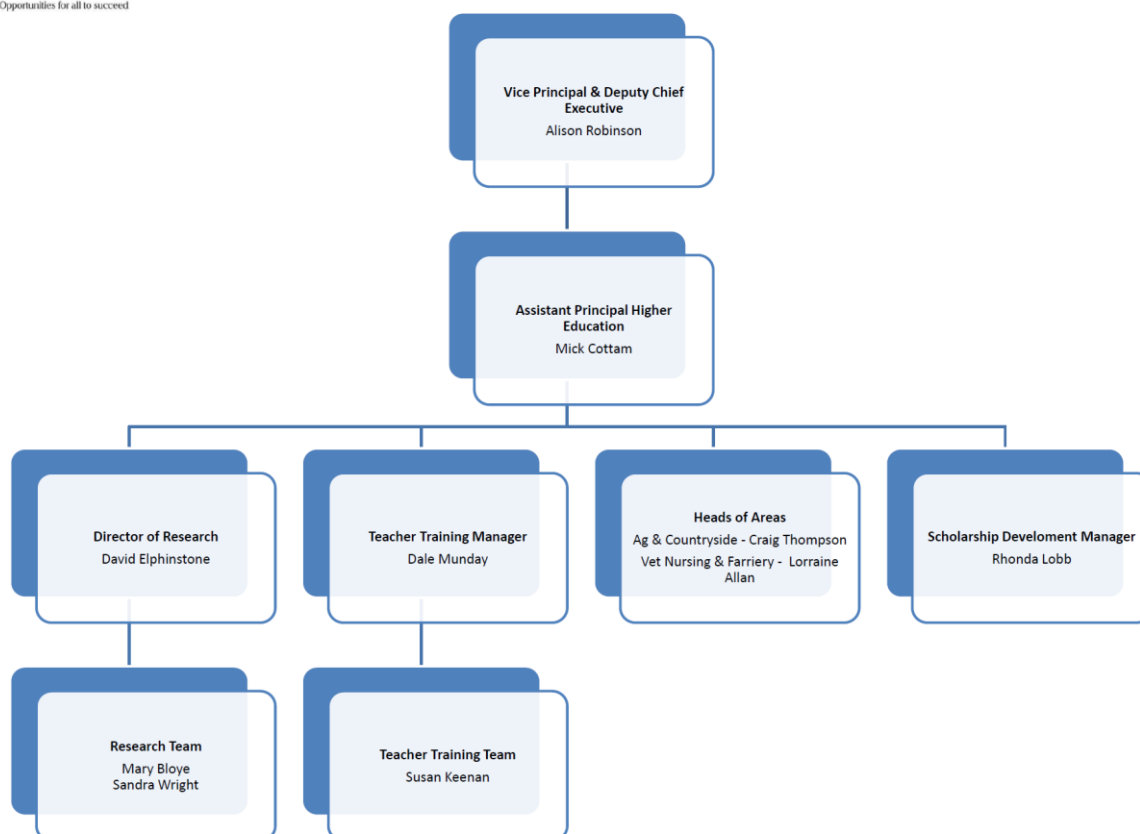 Opportunities for all to succeed
Vice Principal & Deputy Chief
Executive
Alison Robinson
Assistant Principal Higher
Education
Mick Cottam
Director of Research
David Elphinstone
Teacher Training Manager
Dale Munday
Heads of Areas
Ag & Countryside - Craig Thompson
Vet Nursing & Farriery - Lorraine
Allan
Scholarship Develoment Manager
Rhonda Lobb
Research Team
Mary Bloye
Sandra Wright
Teacher Training Team
Susan Keenan